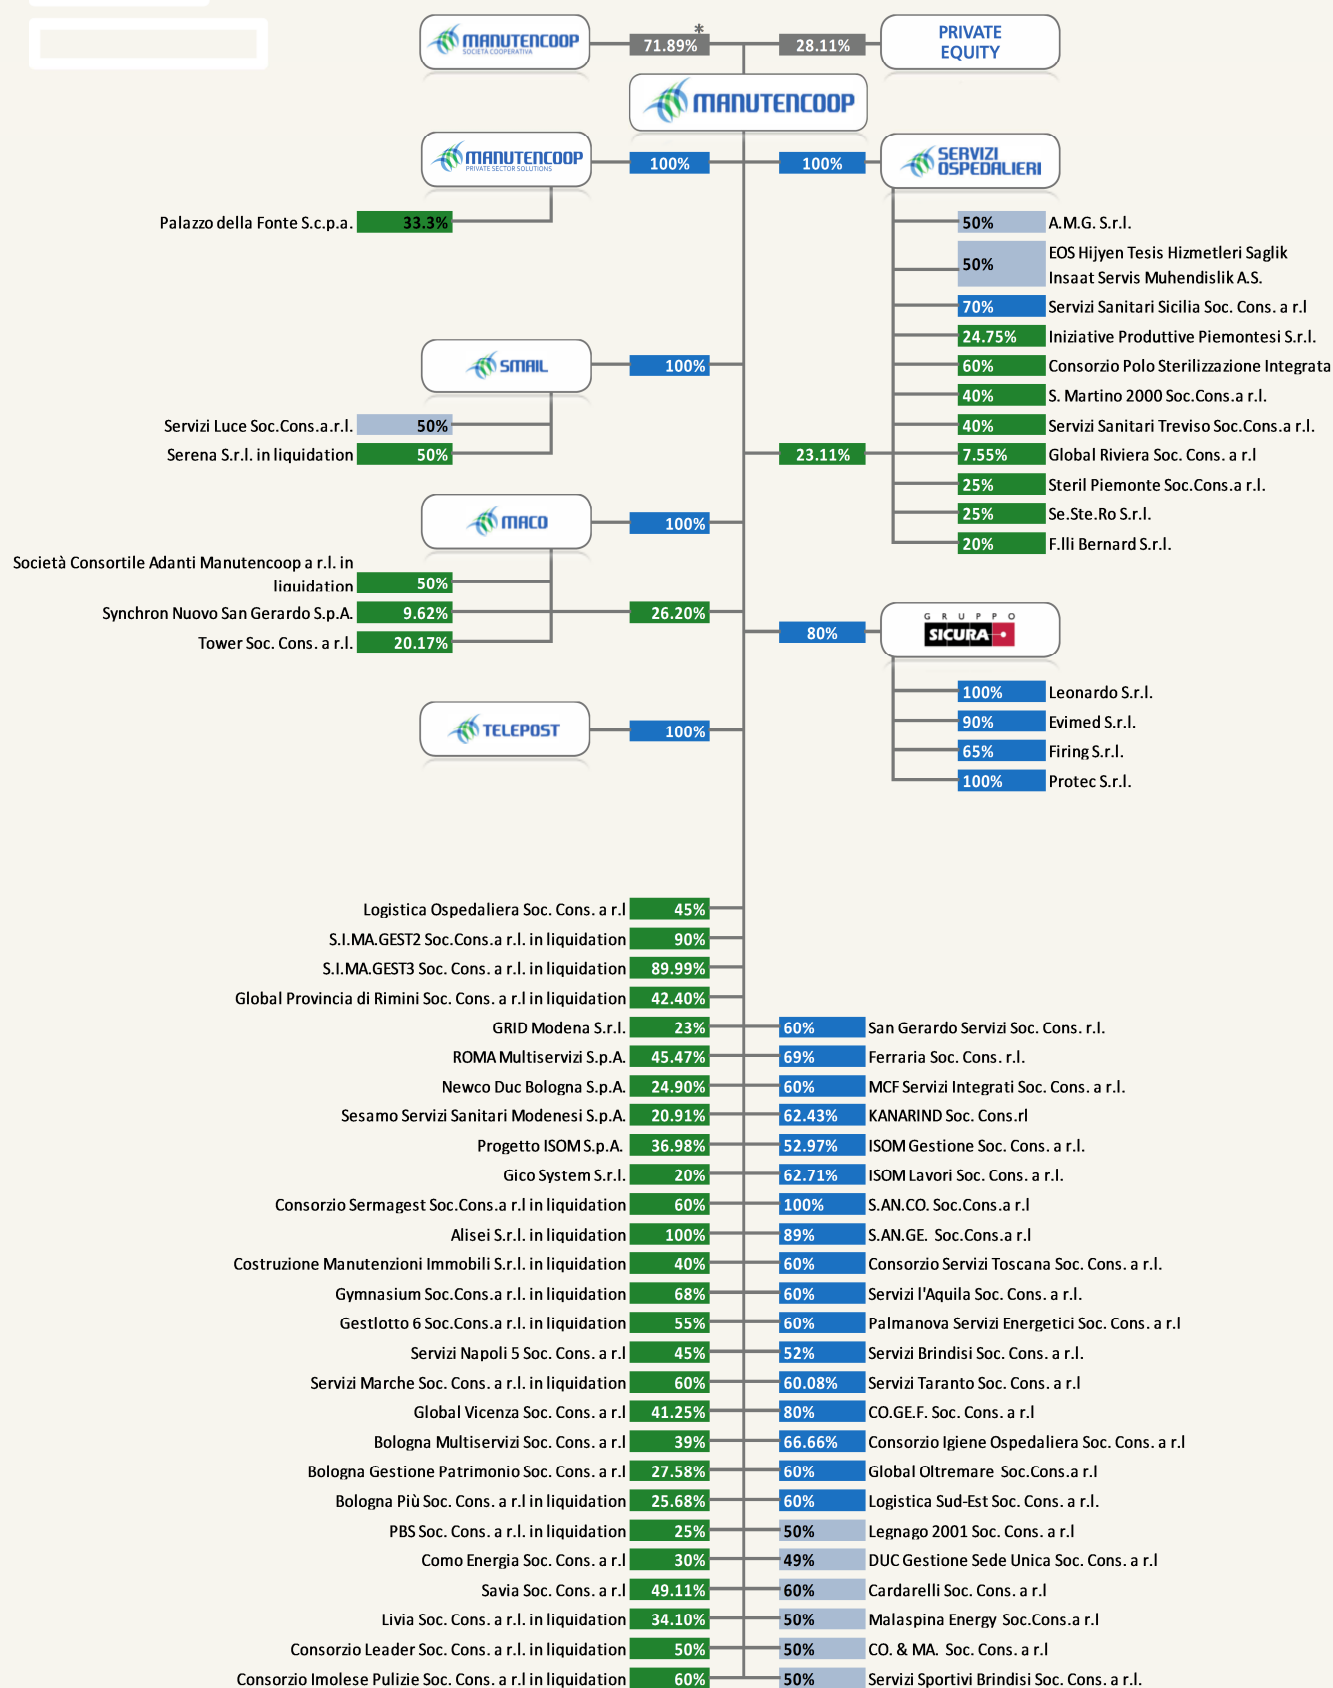 MANUTENCOOP
SOCIETÀ COOPERATIVA
71.89%
*
28.11%
PRIVATE
EQUITY
MANUTENCOOP
MANUTENCOOP
PRIVATE SECTOR SOLUTIONS
100%
100%
SERVIZI
OSPEDALIERI
Palazzo della Fonte S.c.p.a.
33.3%
50%
A.M.G. S.r.l.
50%
EOS Hijyen Tesis Hizmetleri Saglik
Insaat Servis Muhendislik A.S.
70%
Servizi Sanitari Sicilia Soc. Cons. a r.l
24.75%
Iniziative Produttive Piemontesi S.r.l.
60%
Consorzio Polo Sterilizzazione Integrata
40%
S. Martino 2000 Soc.Cons.a r.l.
40%
Servizi Sanitari Treviso Soc.Cons.a r.l.
23.11%
7.55%
Global Riviera Soc. Cons. a r.l
25%
Steril Piemonte Soc.Cons.a r.l.
25%
Se.Ste.Ro S.r.l.
20%
F.lli Bernard S.r.l.
SMAIL
100%
Servizi Luce Soc.Cons.a.r.l.
50%
Serena S.r.l. in liquidation
50%
MACO
100%
Società Consortile Adanti Manutencoop a r.l. in
liquidation
50%
Synchron Nuovo San Gerardo S.p.A.
9.62%
26.20%
Tower Soc. Cons. a r.l.
20.17%
80%
GRUPPO
SICURA
100%
Leonardo S.r.l.
90%
Evimed S.r.l.
65%
Firing S.r.l.
100%
Protec S.r.l.
TELEPOST
100%
Logistica Ospedaliera Soc. Cons. a r.l
45%
S.I.MA.GEST2 Soc.Cons.a r.l. in liquidation
90%
S.I.MA.GEST3 Soc. Cons. a r.l. in liquidation
89.99%
Global Provincia di Rimini Soc. Cons. a r.l in liquidation
42.40%
GRID Modena S.r.l.
23%
60%
San Gerardo Servizi Soc. Cons. r.l.
ROMA Multiservizi S.p.A.
45.47%
69%
Ferraria Soc. Cons. r.l.
Newco Duc Bologna S.p.A.
24.90%
60%
MCF Servizi Integrati Soc. Cons. a r.l.
Sesamo Servizi Sanitari Modenesi S.p.A.
20.91%
62.43%
KANARIND Soc. Cons.rl
Progetto ISOM S.p.A.
36.98%
52.97%
ISOM Gestione Soc. Cons. a r.l.
Gico System S.r.l.
20%
62.71%
ISOM Lavori Soc. Cons. a r.l.
Consorzio Sermagest Soc.Cons.a r.l in liquidation
60%
100%
S.AN.CO. Soc.Cons.a r.l
Alisei S.r.l. in liquidation
100%
89%
S.AN.GE. Soc.Cons.a r.l
Costruzione Manutenzioni Immobili S.r.l. in liquidation
40%
60%
Consorzio Servizi Toscana Soc. Cons. a r.l.
Gymnasium Soc.Cons.a r.l. in liquidation
68%
60%
Servizi l'Aquila Soc. Cons. a r.l.
Gestlotto 6 Soc.Cons.a r.l. in liquidation
55%
60%
Palmanova Servizi Energetici Soc. Cons. a r.l
Servizi Napoli 5 Soc. Cons. a r.l
45%
52%
Servizi Brindisi Soc. Cons. a r.l.
Servizi Marche Soc. Cons. a r.l. in liquidation
60%
60.08%
Servizi Taranto Soc. Cons. a r.l
Global Vicenza Soc. Cons. a r.l
41.25%
80%
CO.GE.F. Soc. Cons. a r.l
Bologna Multiservizi Soc. Cons. a r.l
39%
66.66%
Consorzio Igiene Ospedaliera Soc. Cons. a r.l
Bologna Gestione Patrimonio Soc. Cons. a r.l
27.58%
60%
Global Oltremare Soc.Cons.a r.l
Bologna Più Soc. Cons. a r.l in liquidation
25.68%
60%
Logistica Sud-Est Soc. Cons. a r.l.
PBS Soc. Cons. a r.l. in liquidation
25%
50%
Legnago 2001 Soc. Cons. a r.l
Como Energia Soc. Cons. a r.l
30%
49%
DUC Gestione Sede Unica Soc. Cons. a r.l
Savia Soc. Cons. a r.l
49.11%
60%
Cardarelli Soc. Cons. a r.l
Livia Soc. Cons. a r.l. in liquidation
34.10%
50%
Malaspina Energy Soc.Cons.a r.l
Consorzio Leader Soc. Cons. a r.l. in liquidation
50%
50%
CO. & MA. Soc. Cons. a r.l
Consorzio Imolese Pulizie Soc. Cons. a r.l in liquidation
60%
50%
Servizi Sportivi Brindisi Soc. Cons. a r.l.